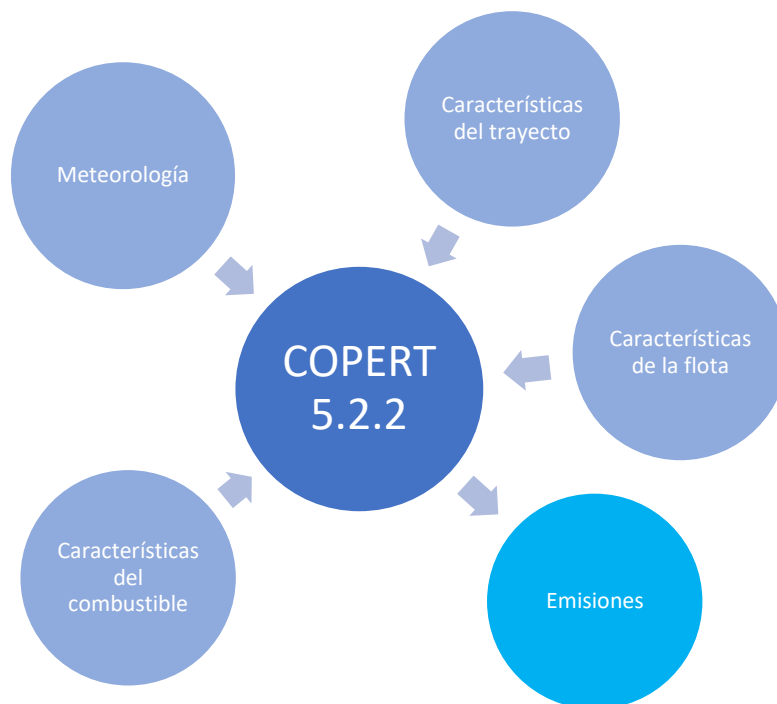 Características
del trayecto
Meteorología
Características
de la flota
COPERT
5.2.2
Características
del
combustible
Emisiones